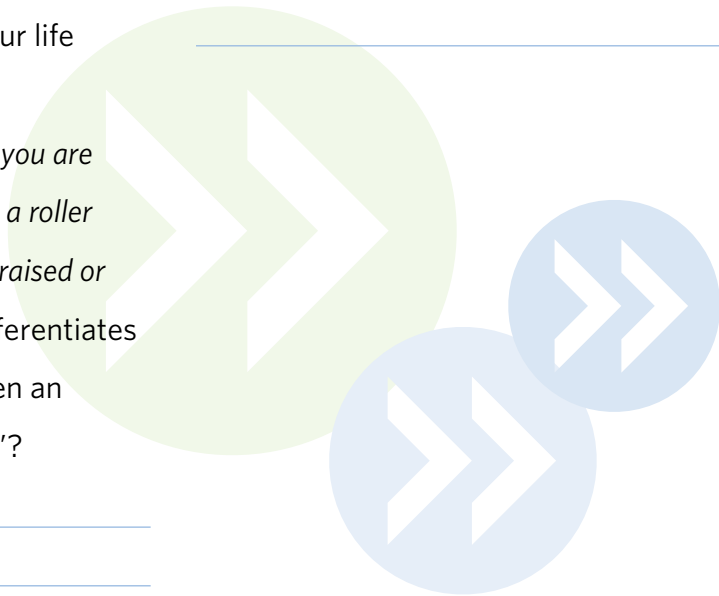 ur life
you are
a roller
raised or
ferentiates
en an
'?